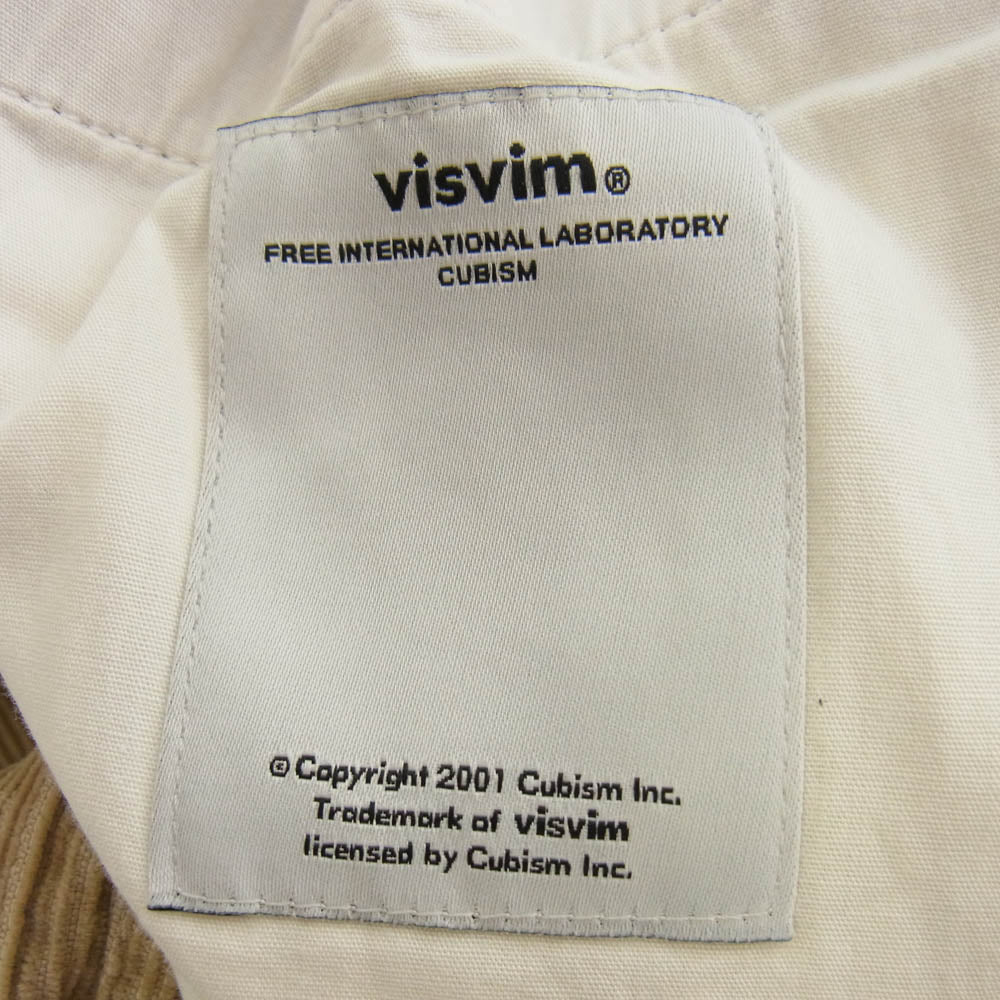 visvim®
FREE INTERNATIONAL LABORATORY
CUBISM
© Copyright 2001 Cubism Inc.
Trademark of visvim
licensed by Cubism Inc.